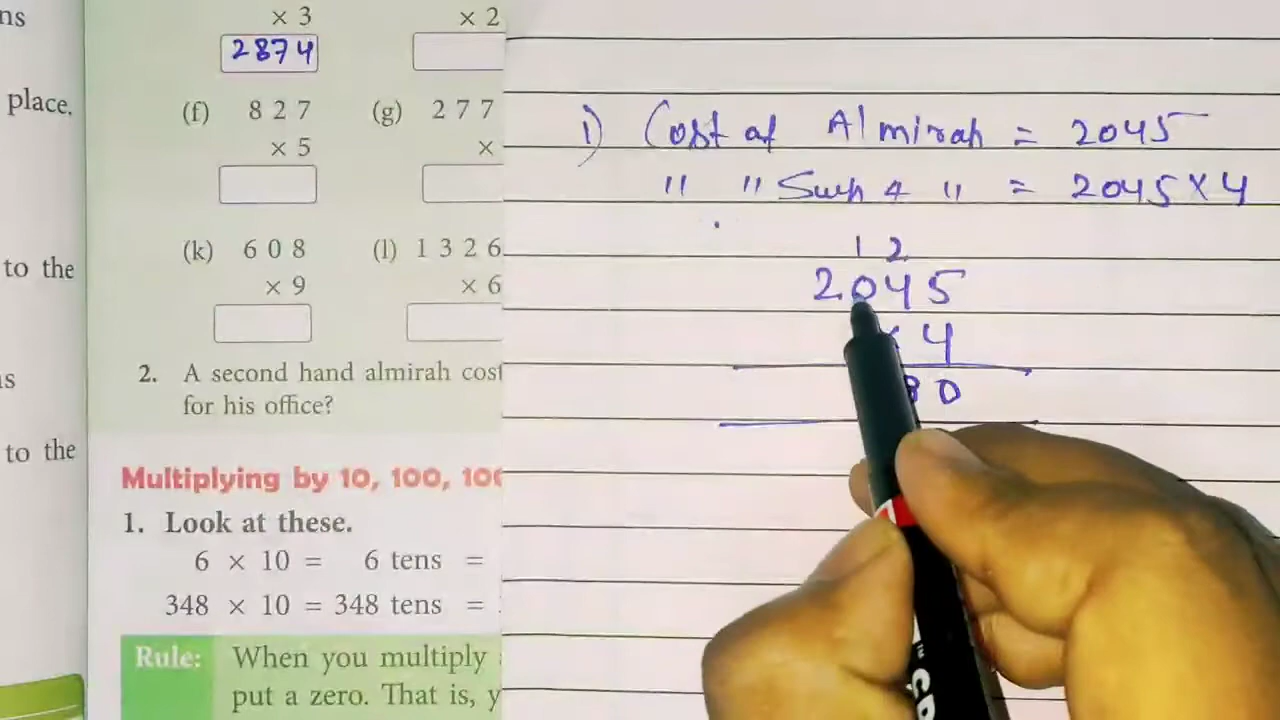 ns
place.
to the
s
to the
× 3
2874
× 2
(f) 8 2 7
× 5
(g) 2 7 7
×
(k) 6 0 8
× 9
(l) 1 3 2 6
× 6
2. A second hand almirah cost
for his office?
Multiplying by 10, 100, 100
1. Look at these.
6 × 10 = 6 tens =
348 × 10 = 348 tens =
Rule: When you multiply
put a zero. That is, y
1) Cost of Almirah = 2045
" " Such 4 " = 2045 × 4
1 2
2045
× 4
80